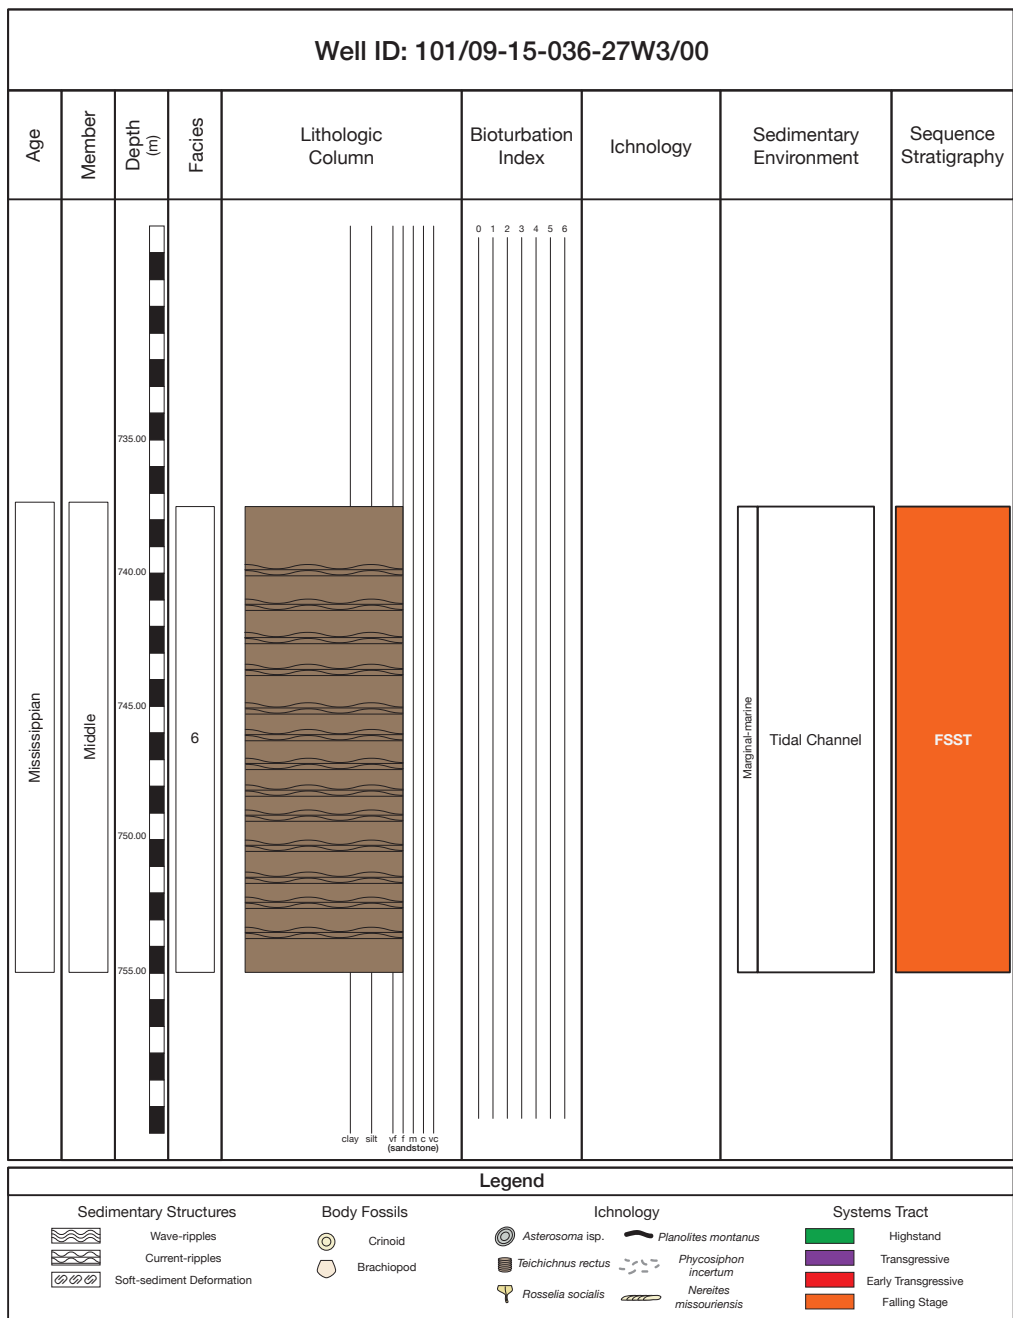 Well ID: 101/09-15-036-27W3/00
Age
Member
Depth
(m)
Facies
Lithologic
Column
Bioturbation
Index
Ichnology
Sedimentary
Environment
Sequence
Stratigraphy
0 1 2 3 4 5 6
735.00
740.00
745.00
750.00
755.00
Mississippian
Middle
6
Marginal-marine
Tidal Channel
FSST
clay silt vf f m c vc
(sandstone)
Legend
Sedimentary Structures
Wave-ripples
Current-ripples
Soft-sediment Deformation
Body Fossils
Crinoid
Brachiopod
Ichnology
Asterosoma isp.
Teichichnus rectus
Rosselia socialis
Planolites montanus
Phycosiphon
incertum
Nereites
missouriensis
Systems Tract
Highstand
Transgressive
Early Transgressive
Falling Stage